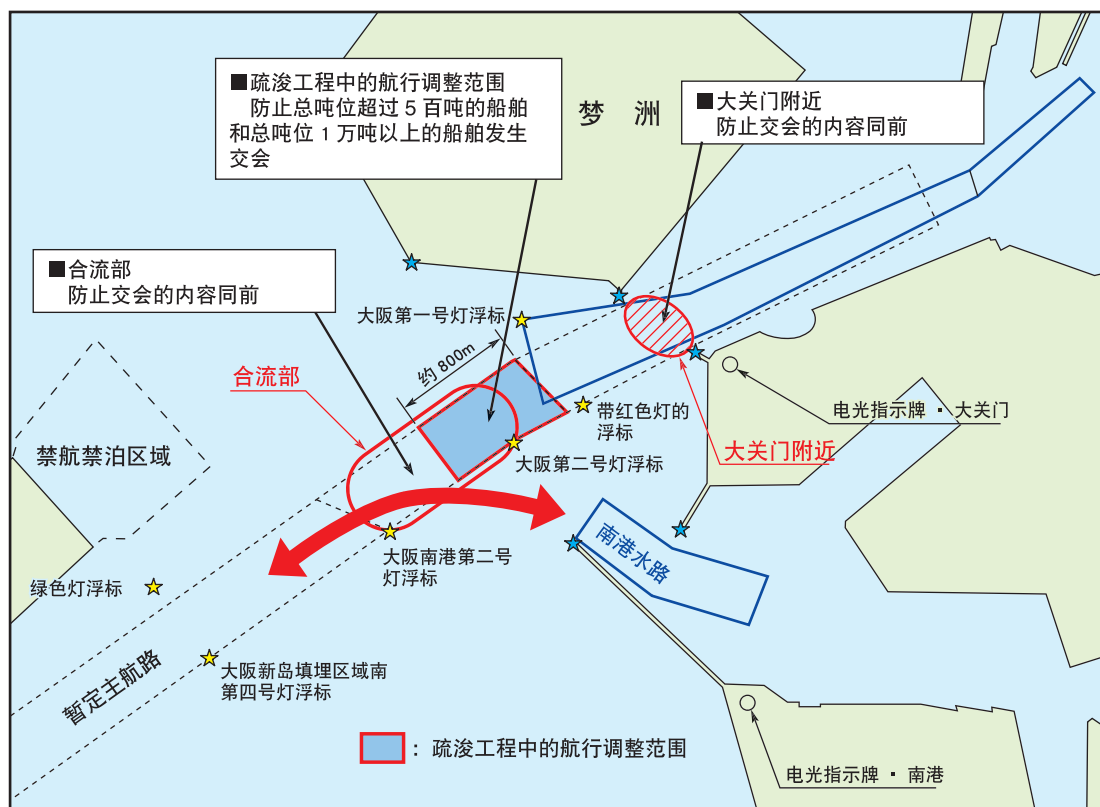 ■疏浚工程中的航行调整范围
防止总吨位超过 5 百吨的船舶
和总吨位 1 万吨以上的船舶发生
交会
梦 洲
■大关门附近
防止交会的内容同前
■合流部
防止交会的内容同前
大阪第一号灯浮标
约 800m
合流部
带红色灯的
浮标
电光指示牌・大关门
大关门附近
大阪第二号灯浮标
禁航禁泊区域
南港水路
大阪南港第二号
灯浮标
绿色灯浮标
大阪新岛填埋区域南
第四号灯浮标
暂定主航路
：疏浚工程中的航行调整范围
电光指示牌・南港